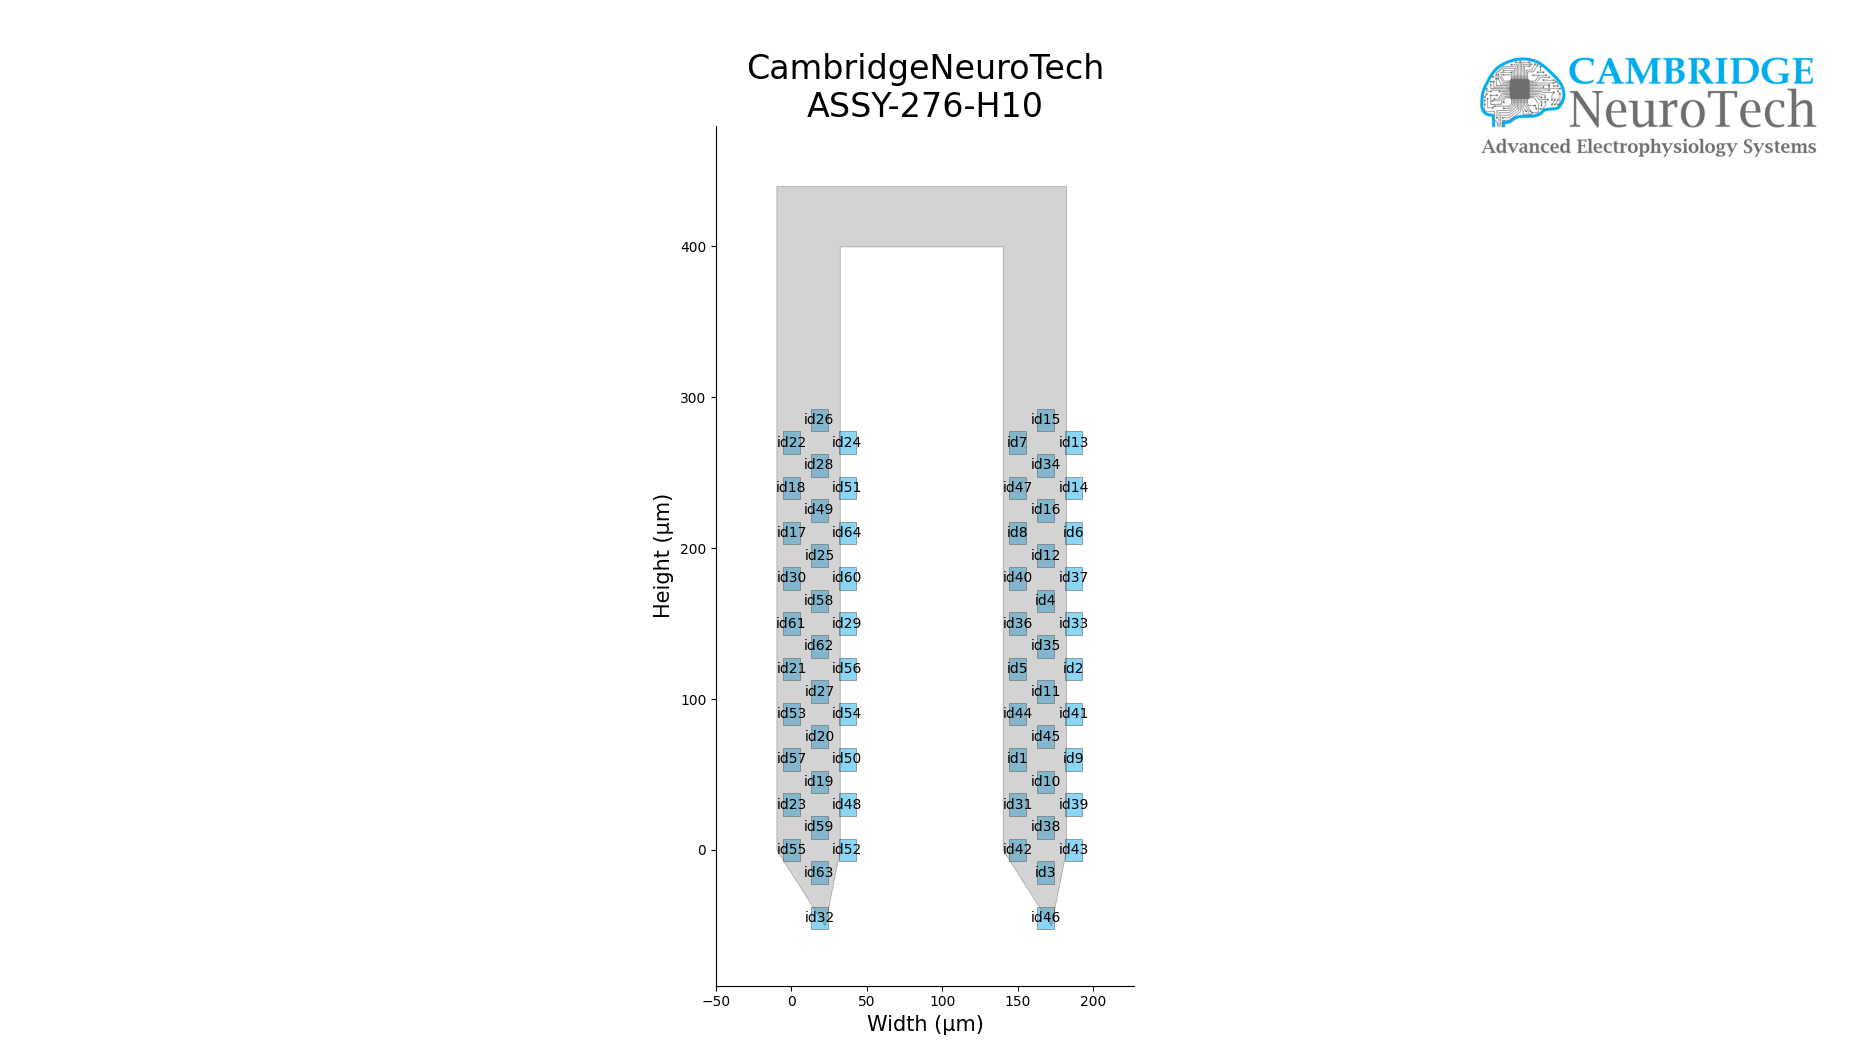 CambridgeNeuroTech
ASSY-276-H10
CAMBRIDGE
NeuroTech
Advanced Electrophysiology Systems
400
300
id26 id15
id22 id24 id7 id13
id28 id34
id18 id51 id47 id14
id49 id16
id17 id64 id8 id6
200
id25 id12
id30 id60 id40 id37
id58 id4
id61 id29 id36 id33
id62 id35
id21 id56 id5 id2
id27 id11
100
id53 id54 id44 id41
id20 id45
id57 id50 id1 id9
id19 id10
id23 id48 id31 id39
id59 id38
0
id55 id52 id42 id43
id63 id3
id32 id46
Height (μm)
−50 0 50 100 150 200
Width (μm)